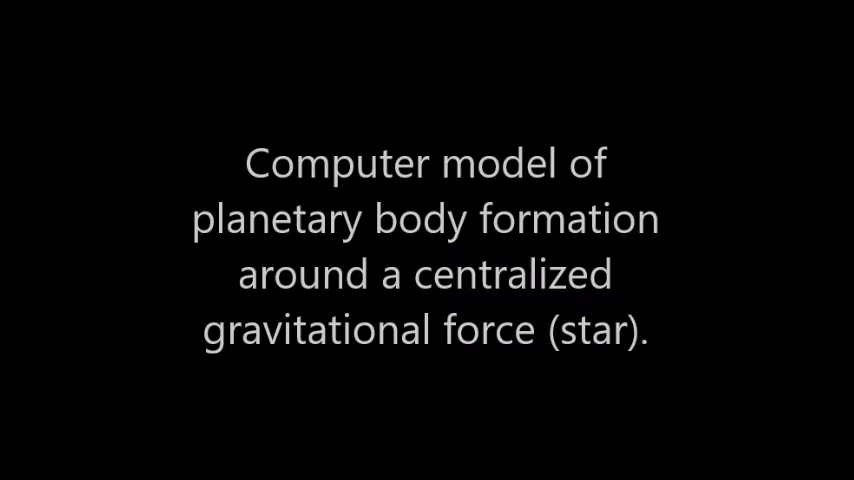 Computer model of
planetary body formation
around a centralized
gravitational force (star).